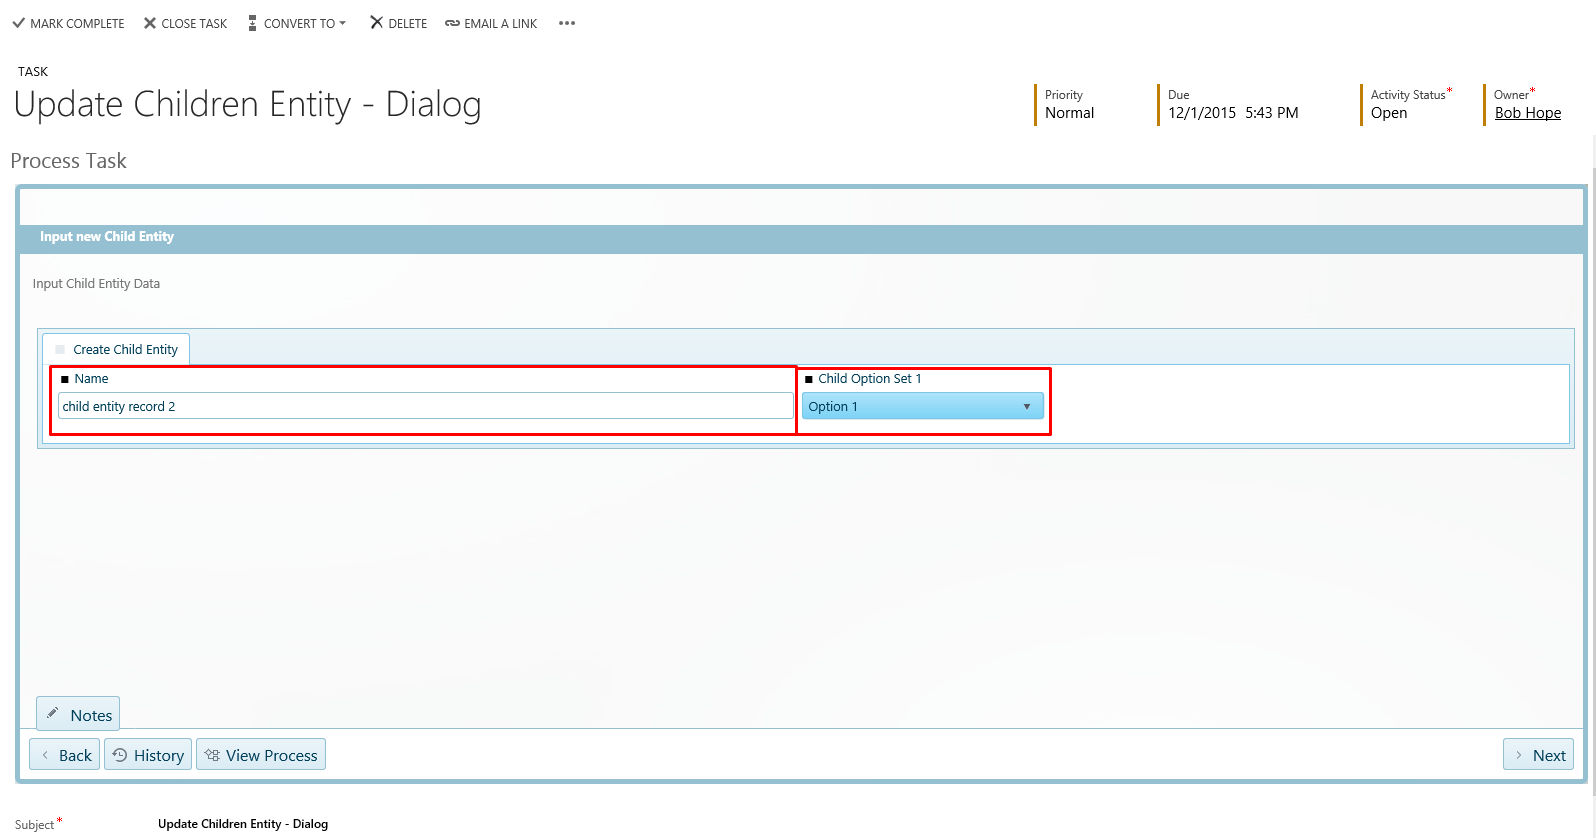 MARK COMPLETE CLOSE TASK CONVERT TO DELETE EMAIL A LINK •••
TASK
Update Children Entity - Dialog
Priority
Normal
Due
12/1/2015 5:43 PM
Activity Status*
Open
Owner*
Bob Hope
Process Task
Input new Child Entity
Input Child Entity Data
Create Child Entity
Name
child entity record 2
Child Option Set 1
Option 1
Notes
Back History View Process Next
Subject* Update Children Entity - Dialog